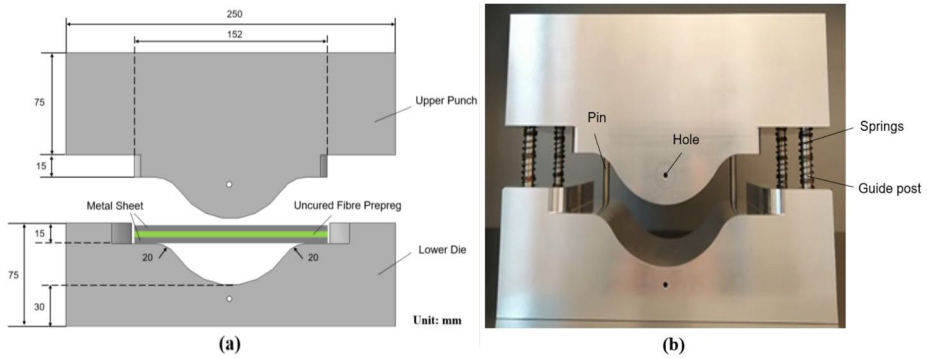 250
152
75
Upper Punch
15
Metal Sheet
Uncured Fibre Prepreg
15
20
20
Lower Die
75
30
Unit: mm
(a)
Pin
Hole
Springs
Guide post
(b)